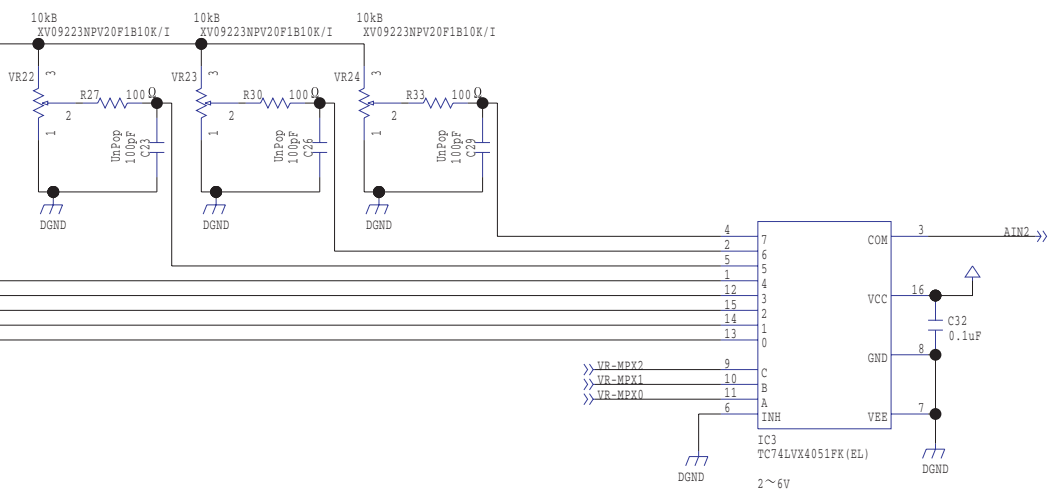 10kB
XV09223NPV20F1B10K/I
10kB
XV09223NPV20F1B10K/I
10kB
XV09223NPV20F1B10K/I
VR22
3
2
1
R27
100Ω
UnPop
100pF
C23
DGND
VR23
3
2
1
R30
100Ω
UnPop
100pF
C26
DGND
VR24
3
2
1
R33
100Ω
UnPop
100pF
C29
DGND
4
7
2
6
5
5
1
4
12
3
15
2
14
1
13
0
VR-MPX2
9
C
VR-MPX1
10
B
VR-MPX0
11
A
6
INH
DGND
COM
3
AIN2
VCC
16
C32
0.1uF
GND
8
VEE
7
DGND
IC3
TC74LVX4051FK(EL)
2~6V